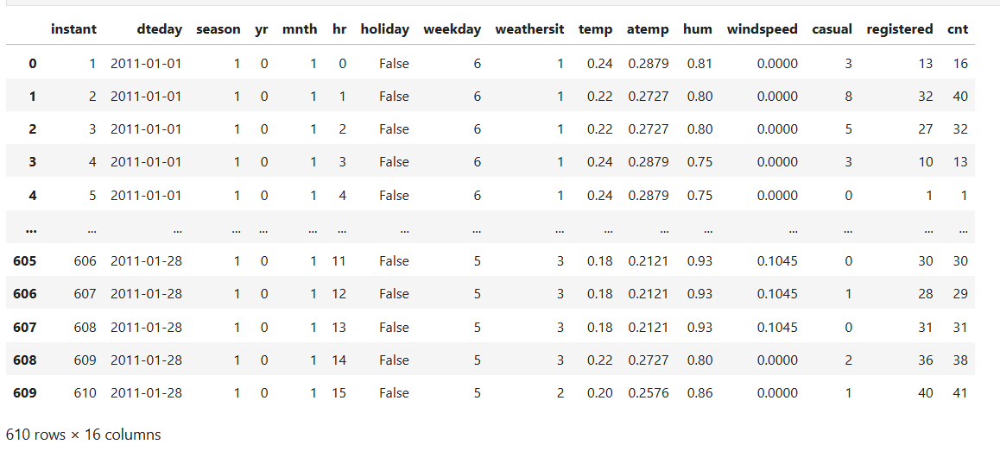 instant dteday season yr mnth hr holiday weekday weathersit temp atemp hum windspeed casual registered cnt
0 1 2011-01-01 1 0 1 0 False 6 1 0.24 0.2879 0.81 0.0000 3 13 16
1 2 2011-01-01 1 0 1 1 False 6 1 0.22 0.2727 0.80 0.0000 8 32 40
2 3 2011-01-01 1 0 1 2 False 6 1 0.22 0.2727 0.80 0.0000 5 27 32
3 4 2011-01-01 1 0 1 3 False 6 1 0.24 0.2879 0.75 0.0000 3 10 13
4 5 2011-01-01 1 0 1 4 False 6 1 0.24 0.2879 0.75 0.0000 0 1 1
... ... ... ... ... ... ... ... ... ... ... ... ... ... ... ... ...
605 606 2011-01-28 1 0 1 11 False 5 3 0.18 0.2121 0.93 0.1045 0 30 30
606 607 2011-01-28 1 0 1 12 False 5 3 0.18 0.2121 0.93 0.1045 1 28 29
607 608 2011-01-28 1 0 1 13 False 5 3 0.18 0.2121 0.93 0.1045 0 31 31
608 609 2011-01-28 1 0 1 14 False 5 3 0.22 0.2727 0.80 0.0000 2 36 38
609 610 2011-01-28 1 0 1 15 False 5 2 0.20 0.2576 0.86 0.0000 1 40 41
610 rows × 16 columns